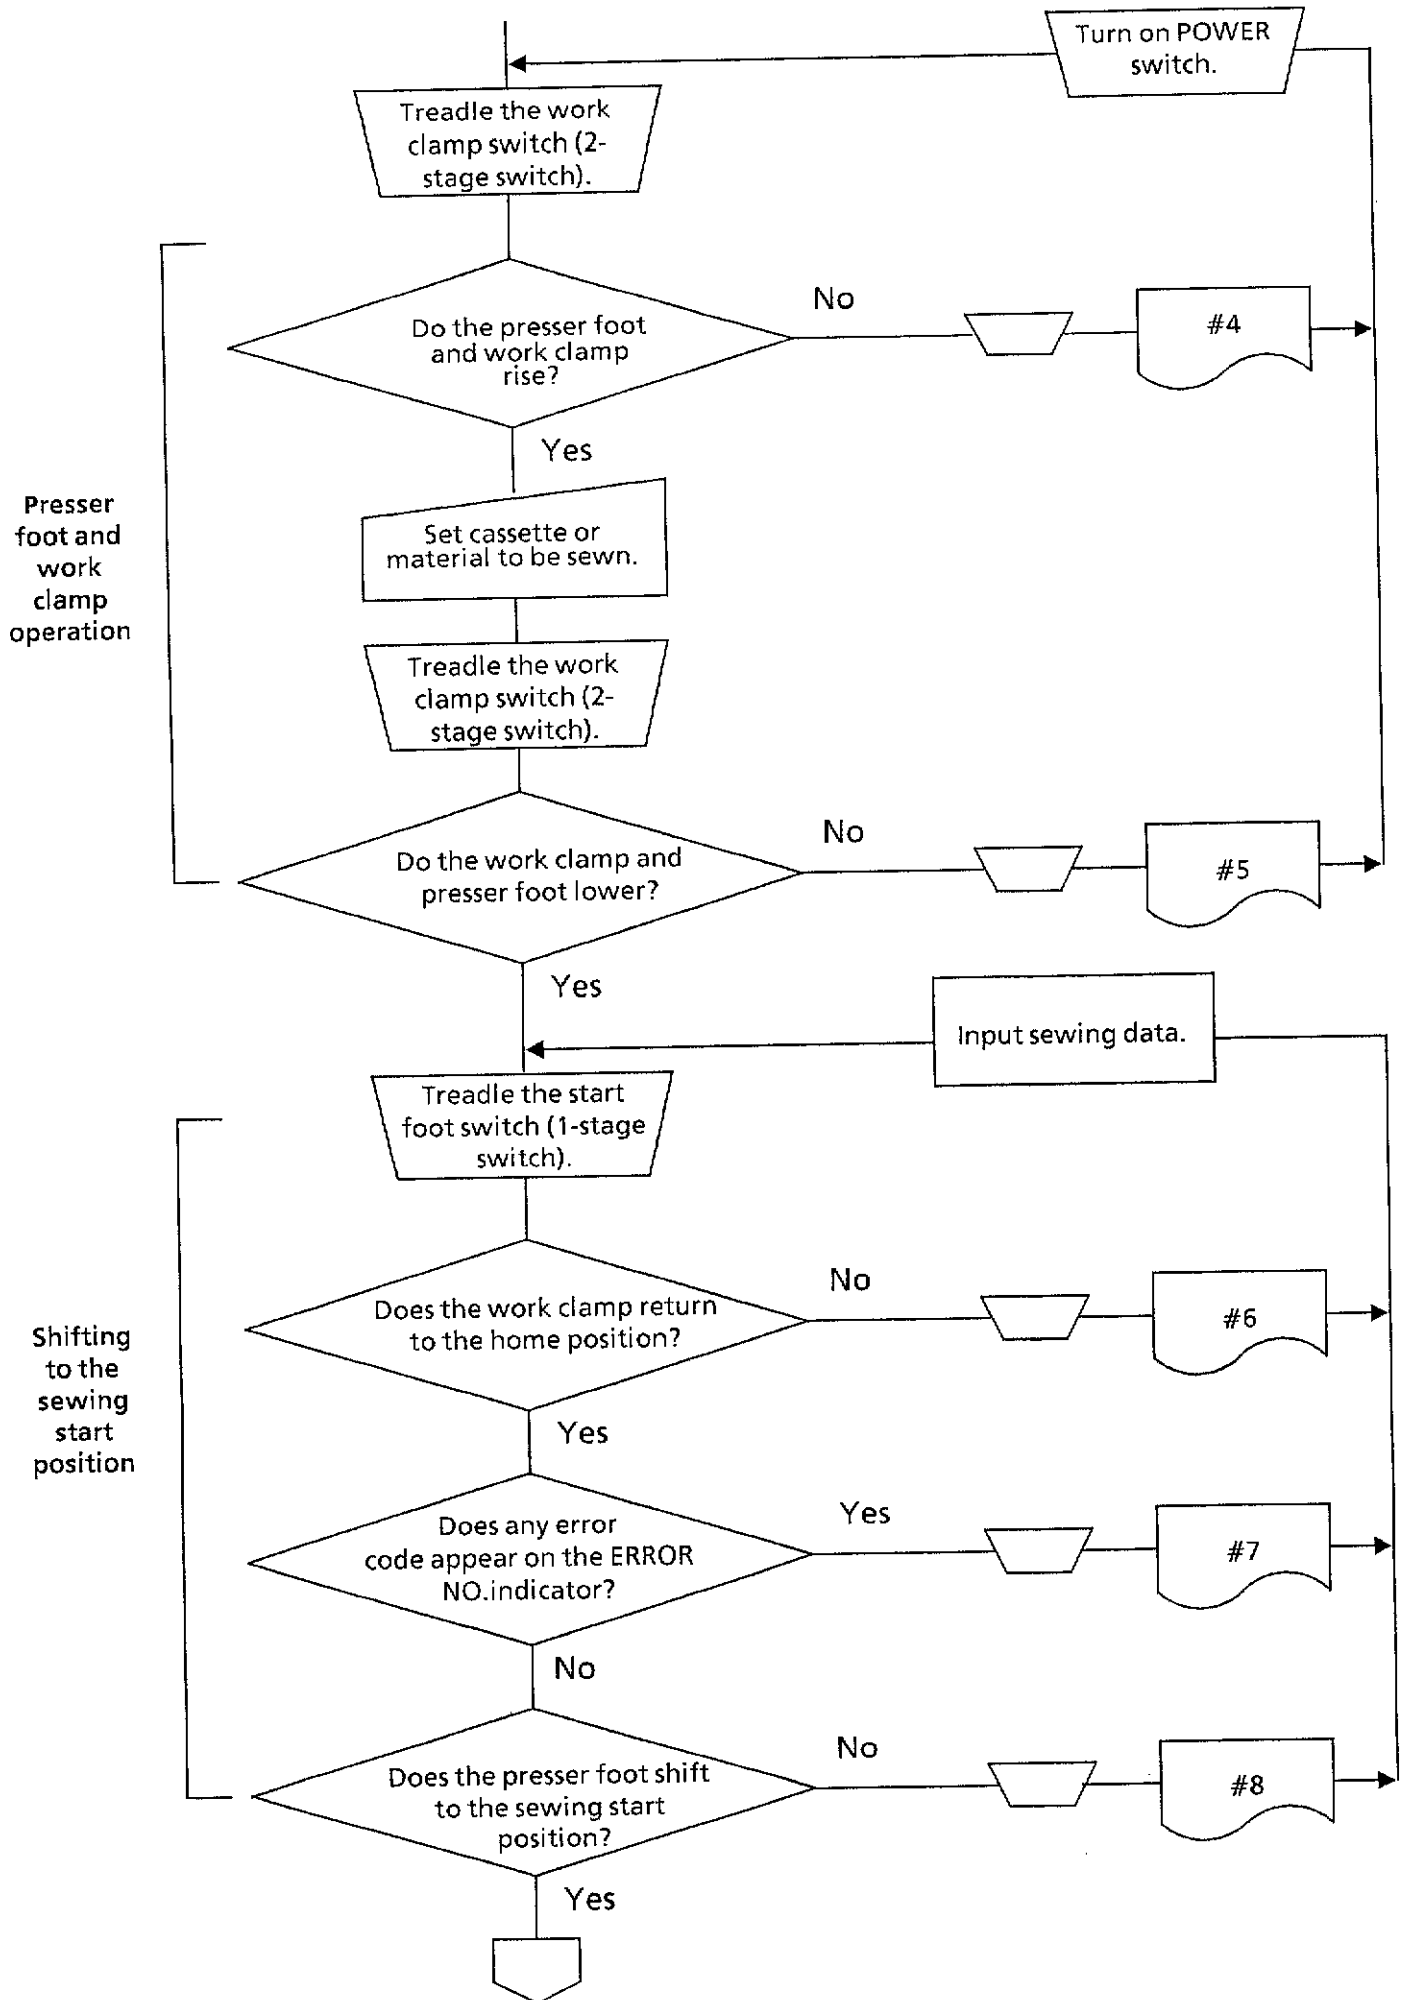 Turn on POWER
switch.
Treadle the work
clamp switch (2-
stage switch).
No
Do the presser foot
and work clamp
rise?
#4
Yes
Presser
foot and
work
clamp
operation
Set cassette or
material to be sewn.
Treadle the work
clamp switch (2-
stage switch).
No
Do the work clamp and
presser foot lower?
#5
Yes
Input sewing data.
Treadle the start
foot switch (1-stage
switch).
No
Does the work clamp return
to the home position?
#6
Shifting
to the
sewing
start
position
Yes
Yes
Does any error
code appear on the ERROR
NO.indicator?
#7
No
No
Does the presser foot shift
to the sewing start
position?
#8
Yes